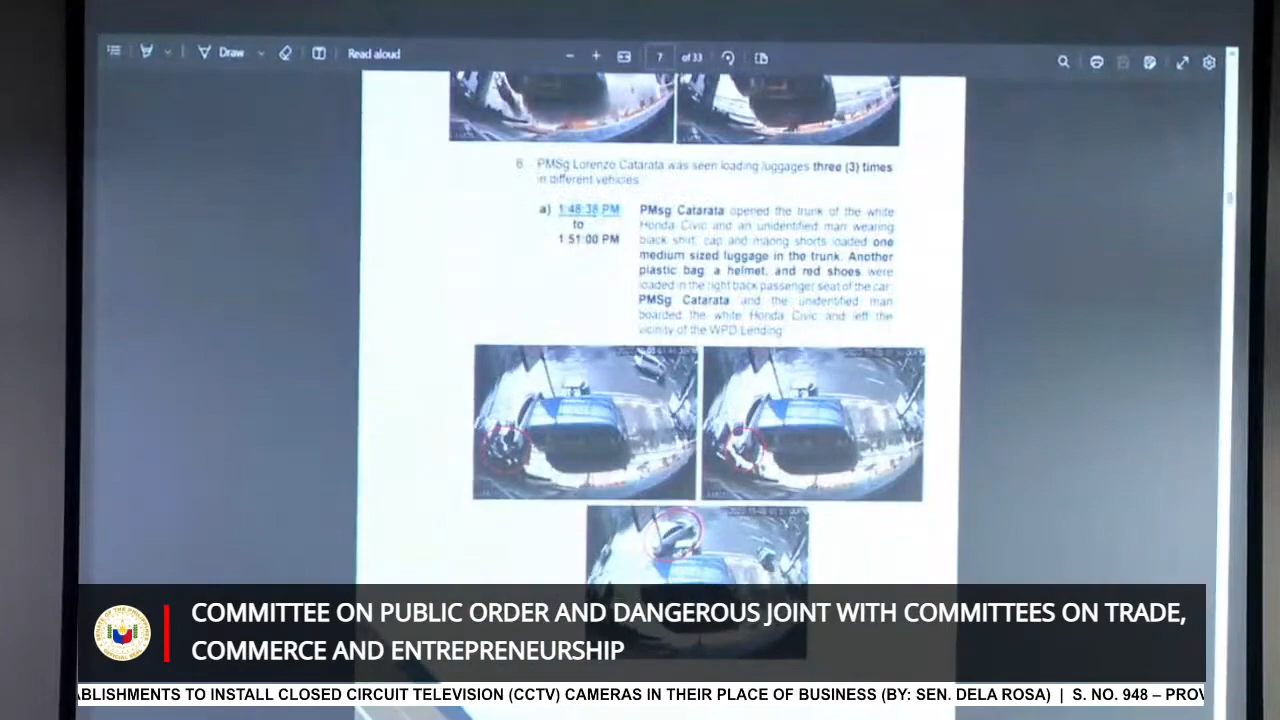 Draw
Read aloud
7 of 33
6 PMSg Lorenzo Catarata was seen loading luggages three (3) times
in different vehicles
a) 1:48:38 PM
to
1:51:00 PM
PMsg Catarata opened the trunk of the white
Honda Civic and an unidentified man wearing
black shirt, cap and maong shorts loaded one
medium sized luggage in the trunk. Another
plastic bag, a helmet, and red shoes were
loaded in the right back passenger seat of the car.
PMSg Catarata and the unidentified man
boarded the white Honda Civic and left the
vicinity of the WPD Lending
COMMITTEE ON PUBLIC ORDER AND DANGEROUS JOINT WITH COMMITTEES ON TRADE,
COMMERCE AND ENTREPRENEURSHIP
ABLISHMENTS TO INSTALL CLOSED CIRCUIT TELEVISION (CCTV) CAMERAS IN THEIR PLACE OF BUSINESS (BY: SEN. DELA ROSA) | S. NO. 948 – PROV